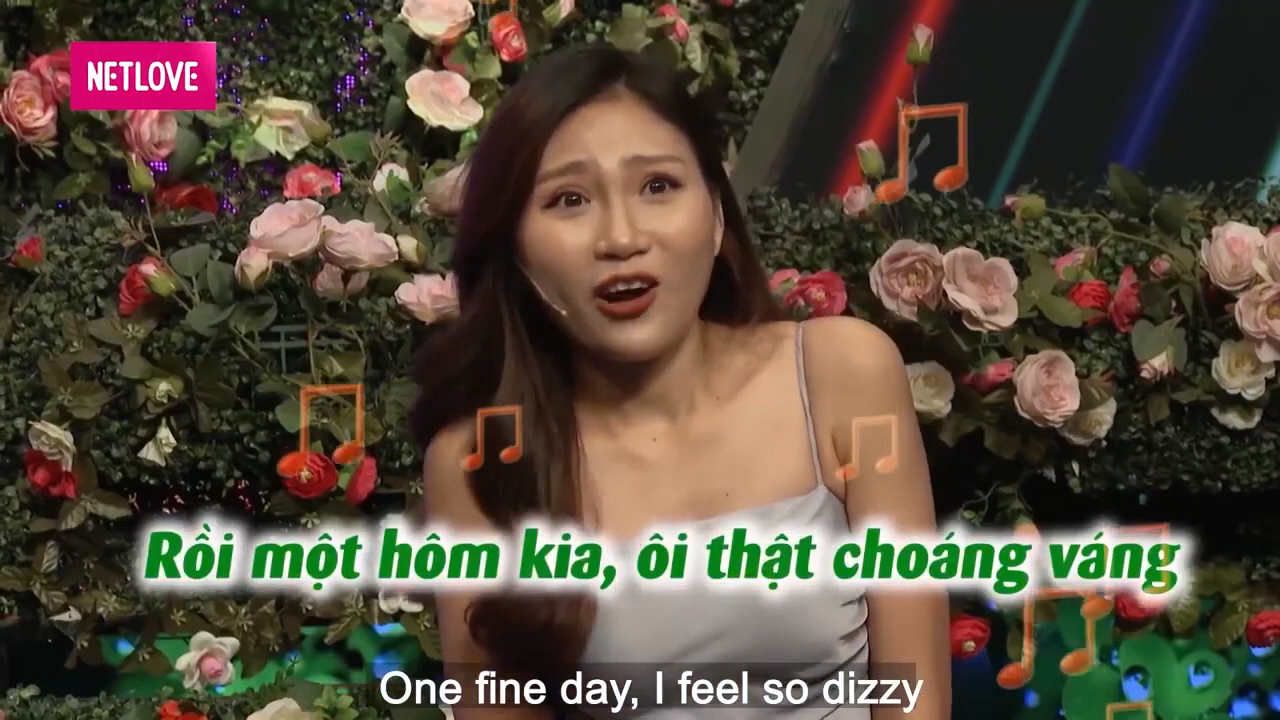 NETLOVE
Rồi một hôm kia, ôi thật choáng váng
One fine day, I feel so dizzy